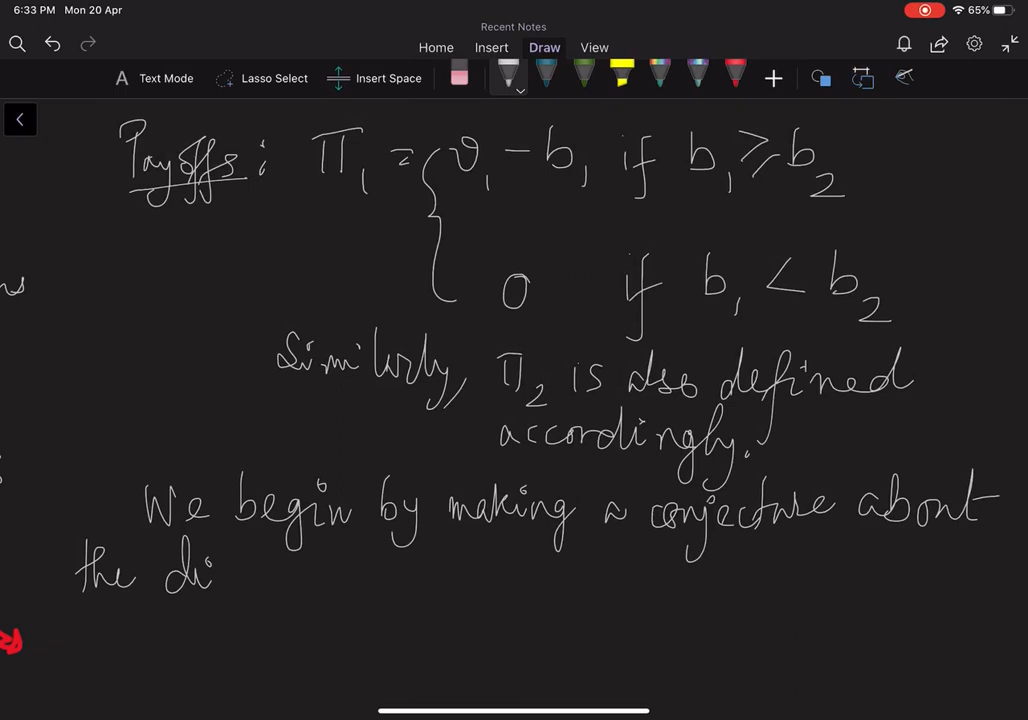 6:33 PM Mon 20 Apr
65%
Recent Notes
Home Insert Draw View
A Text Mode Lasso Select Insert Space
Payoffs: Π₁ = { v₁ - b₁ if b₁ ≥ b₂
0 if b₁ < b₂
ns
Similarly, Π₂ is also defined
accordingly.
We begin by making a conjecture about
the di